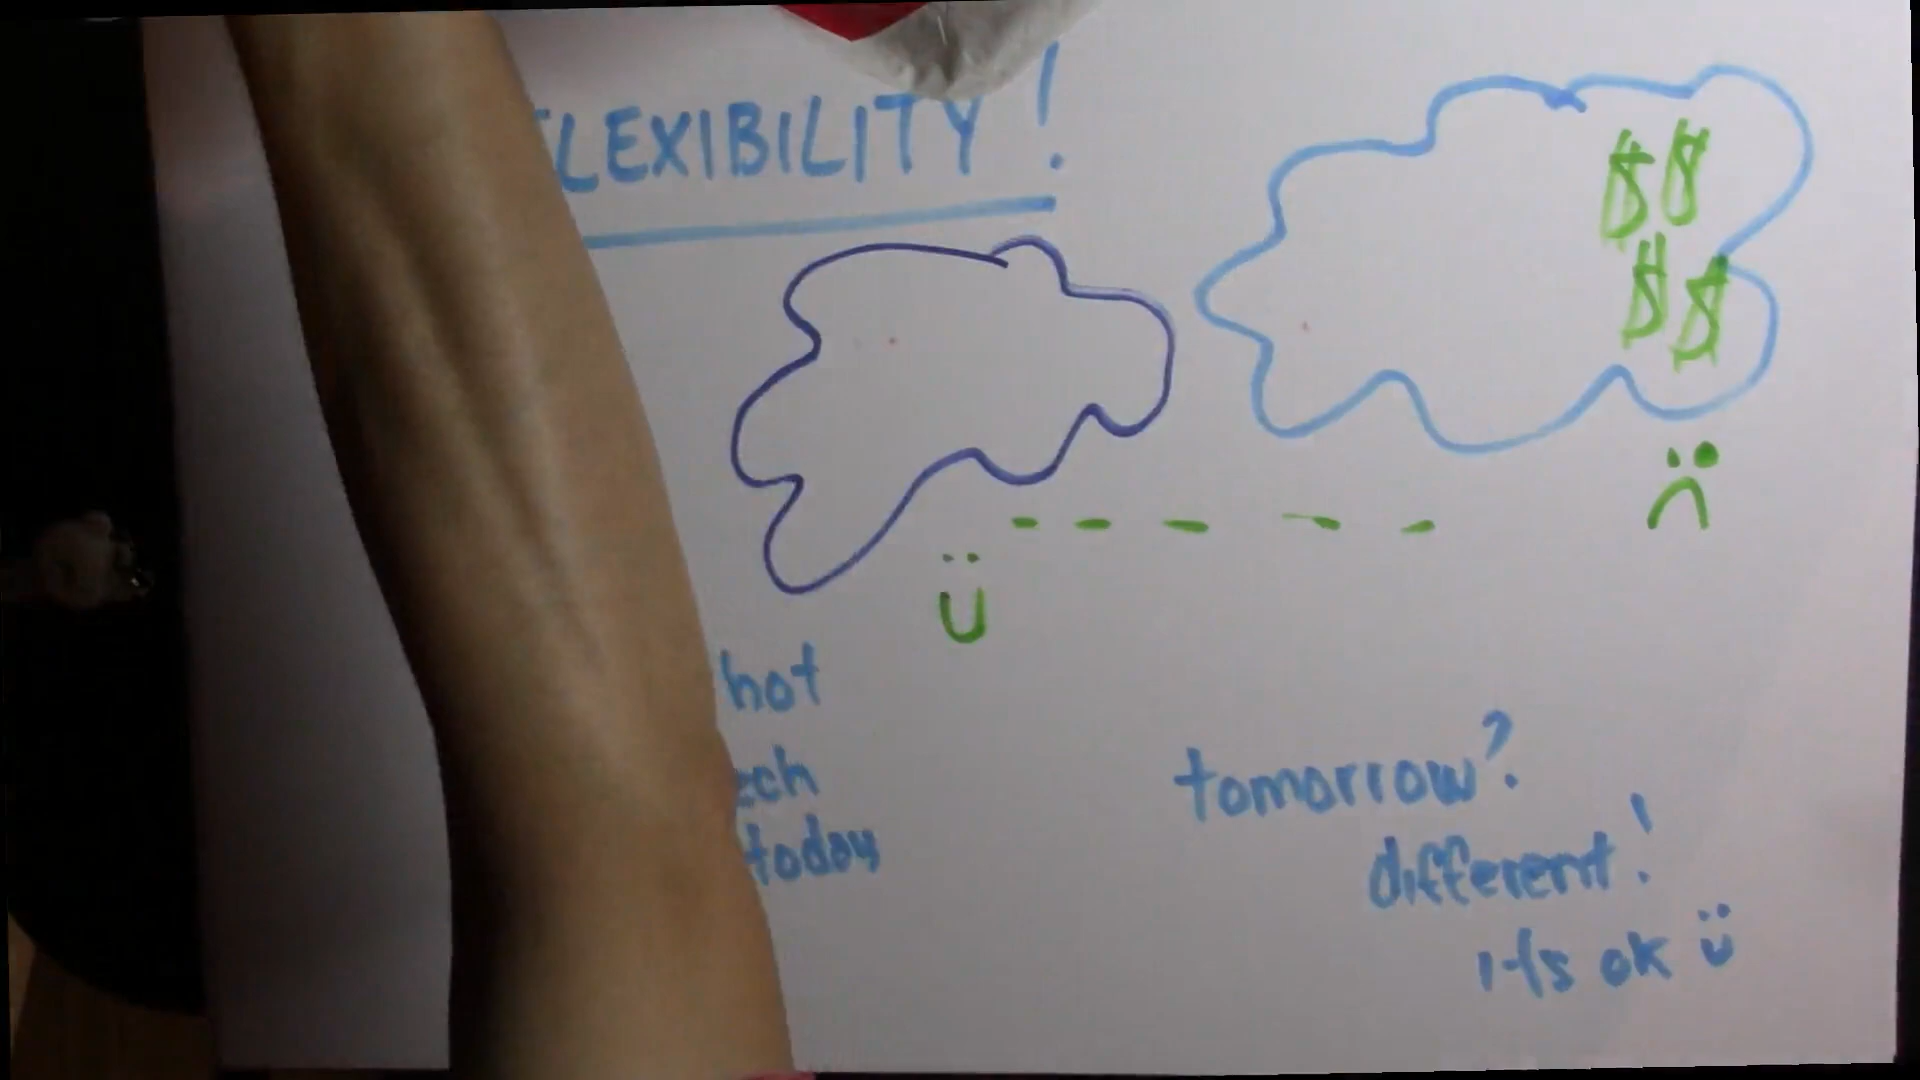 LEXIBILITY!
$$
$$
hot
ech
today
tomorrow?
different!
it's ok